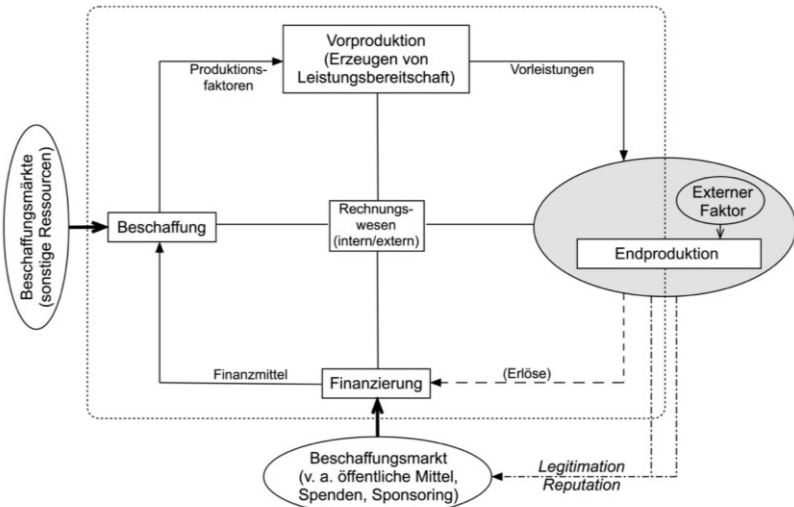 Vorproduktion
(Erzeugen von
Leistungsbereitschaft)
Produktions-
faktoren
Vorleistungen
Beschaffungsmärkte
(sonstige Ressourcen)
Beschaffung
Rechnungs-
wesen
(intern/extern)
Externer
Faktor
Endproduktion
Finanzmittel
Finanzierung
(Erlöse)
Beschaffungsmarkt
(v. a. öffentliche Mittel,
Spenden, Sponsoring)
Legitimation
Reputation